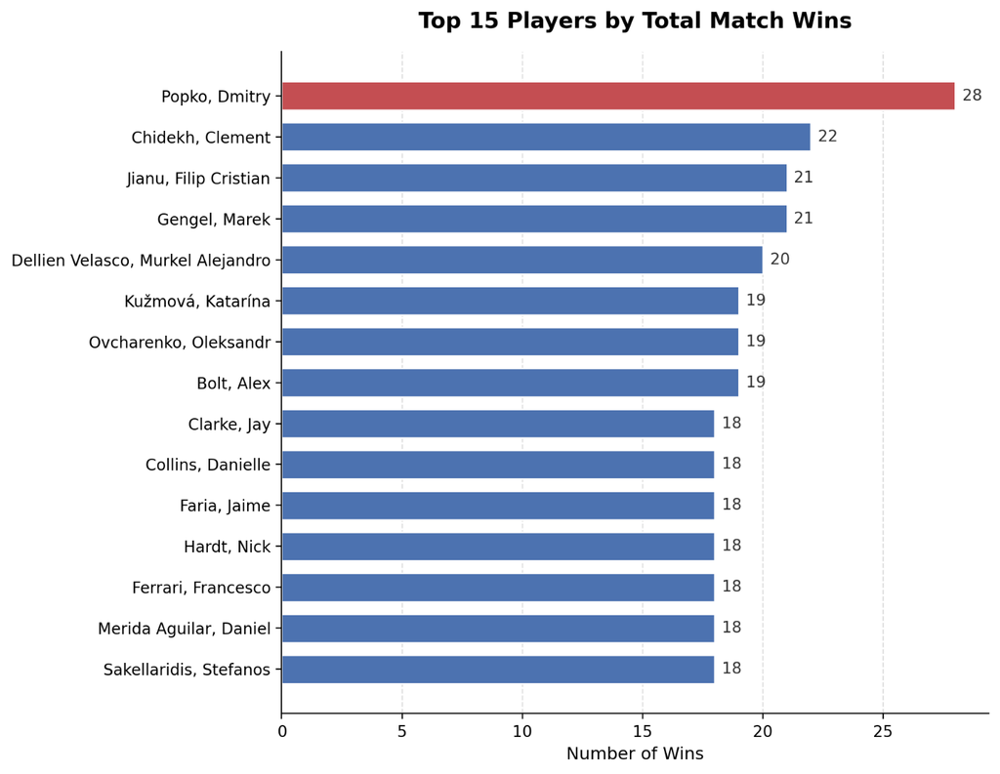 Top 15 Players by Total Match Wins
Popko, Dmitry 28
Chidekh, Clement 22
Jianu, Filip Cristian 21
Gengel, Marek 21
Dellien Velasco, Murkel Alejandro 20
Kužmová, Katarína 19
Ovcharenko, Oleksandr 19
Bolt, Alex 19
Clarke, Jay 18
Collins, Danielle 18
Faria, Jaime 18
Hardt, Nick 18
Ferrari, Francesco 18
Merida Aguilar, Daniel 18
Sakellaridis, Stefanos 18
0 5 10 15 20 25
Number of Wins